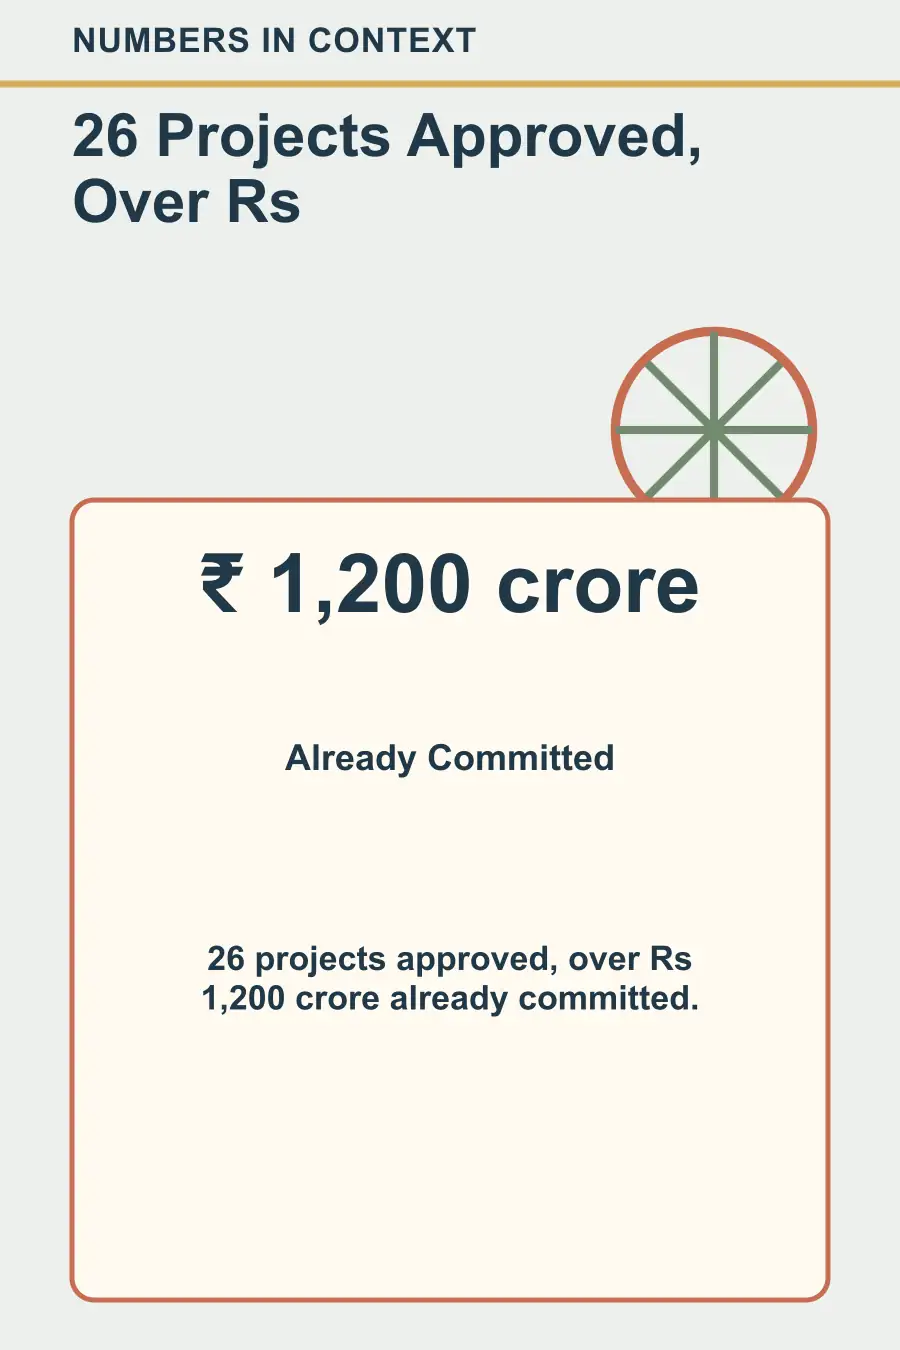 NUMBERS IN CONTEXT
26 Projects Approved,
Over Rs
₹ 1,200 crore
Already Committed
26 projects approved, over Rs
1,200 crore already committed.